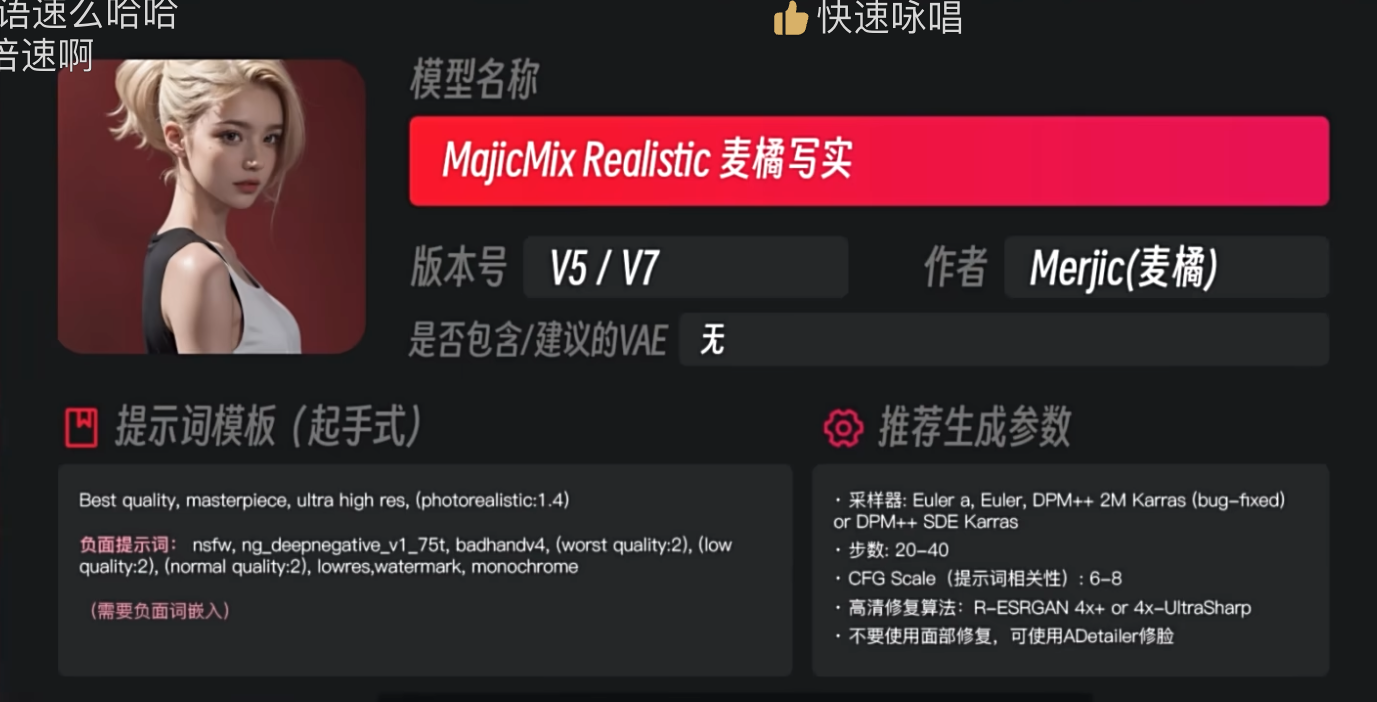 语速么哈哈
👍快速咏唱
倍速啊
模型名称
MajicMix Realistic 麦橘写实
版本号 V5 / V7 作者 Merjic(麦橘)
是否包含/建议的VAE 无
提示词模板（起手式）
Best quality, masterpiece, ultra high res, (photorealistic:1.4)
负面提示词： nsfw, ng_deepnegative_v1_75t, badhandv4, (worst quality:2), (low
quality:2), (normal quality:2), lowres,watermark, monochrome
（需要负面词嵌入）
推荐生成参数
· 采样器: Euler a, Euler, DPM++ 2M Karras (bug-fixed)
or DPM++ SDE Karras
· 步数: 20-40
· CFG Scale（提示词相关性）: 6-8
· 高清修复算法：R-ESRGAN 4x+ or 4x-UltraSharp
· 不要使用面部修复，可使用ADetailer修脸